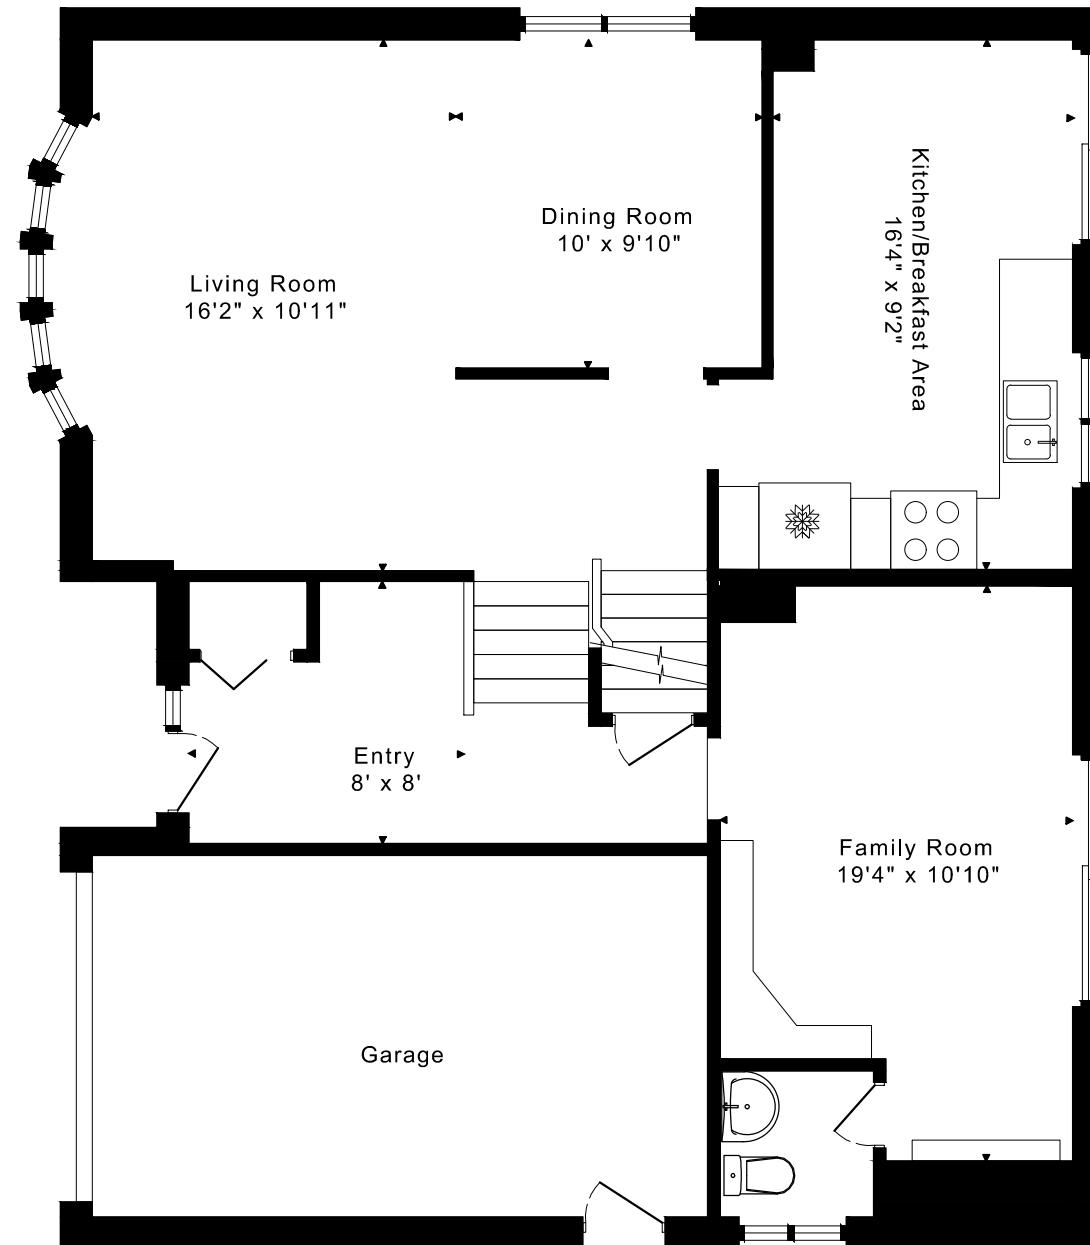 Dining Room
10' x 9'10"
Kitchen/Breakfast Area
16'4" x 9'2"
Living Room
16'2" x 10'11"
Entry
8' x 8'
Family Room
19'4" x 10'10"
Garage